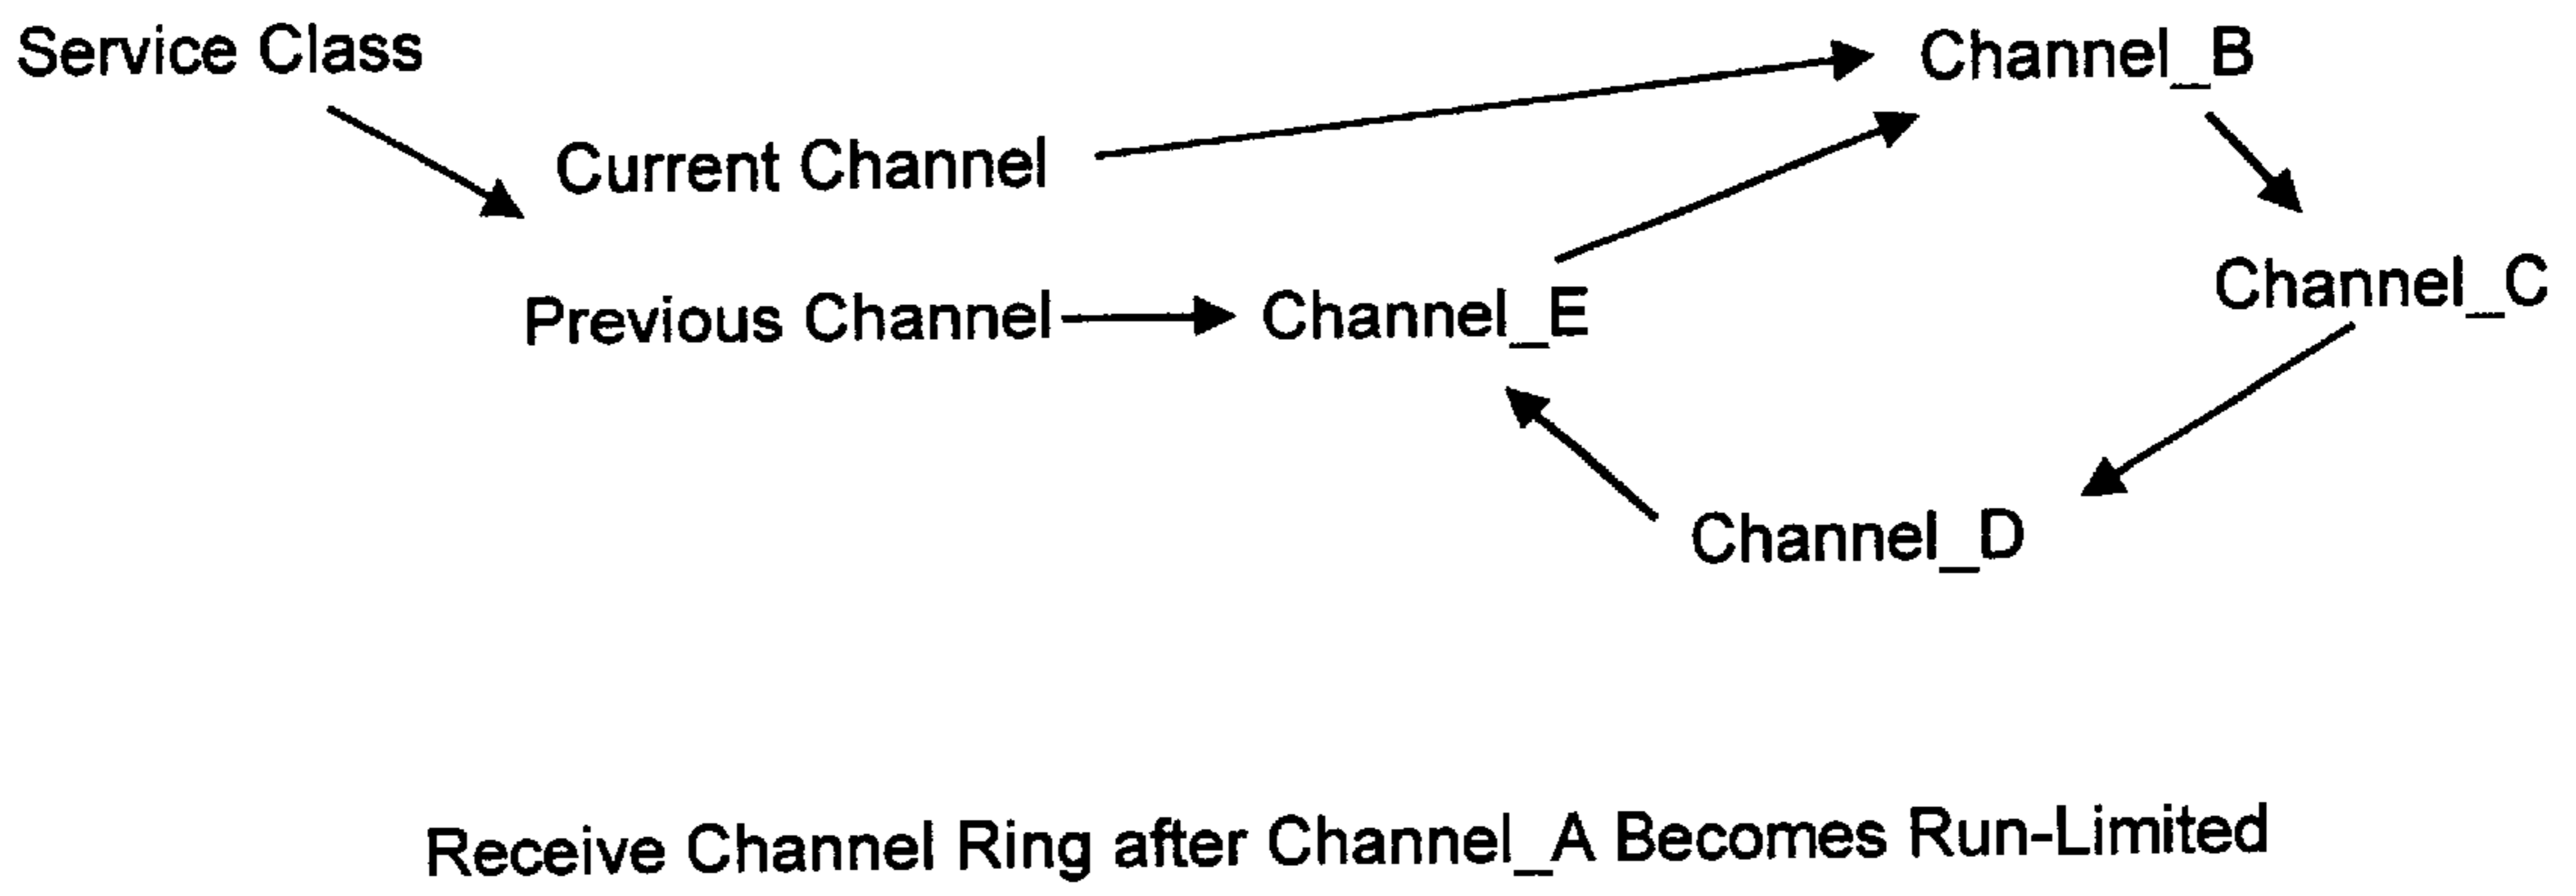 Service Class
Channel_B
Current Channel
Channel_C
Previous Channel
Channel_E
Channel_D
Receive Channel Ring after Channel_A Becomes Run-Limited